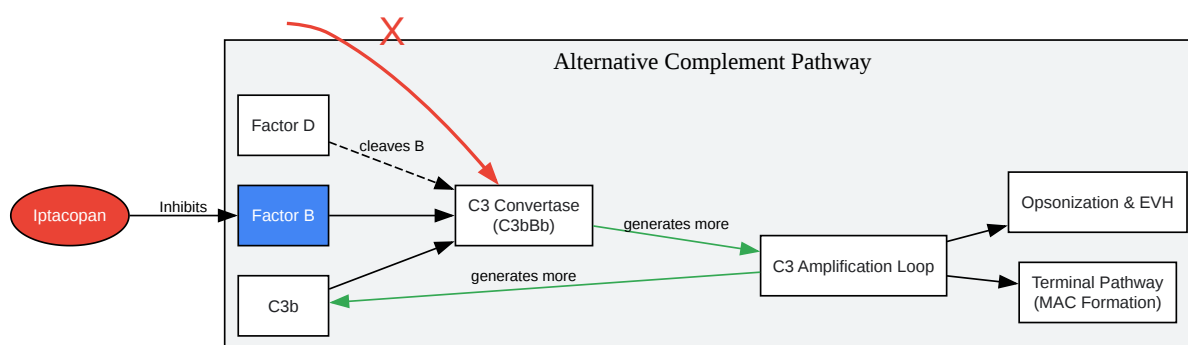 X
Alternative Complement Pathway
Factor D
cleaves B
Iptacopan
Inhibits
Factor B
C3 Convertase
(C3bBb)
generates more
Opsonization & EVH
C3 Amplification Loop
generates more
C3b
Terminal Pathway
(MAC Formation)